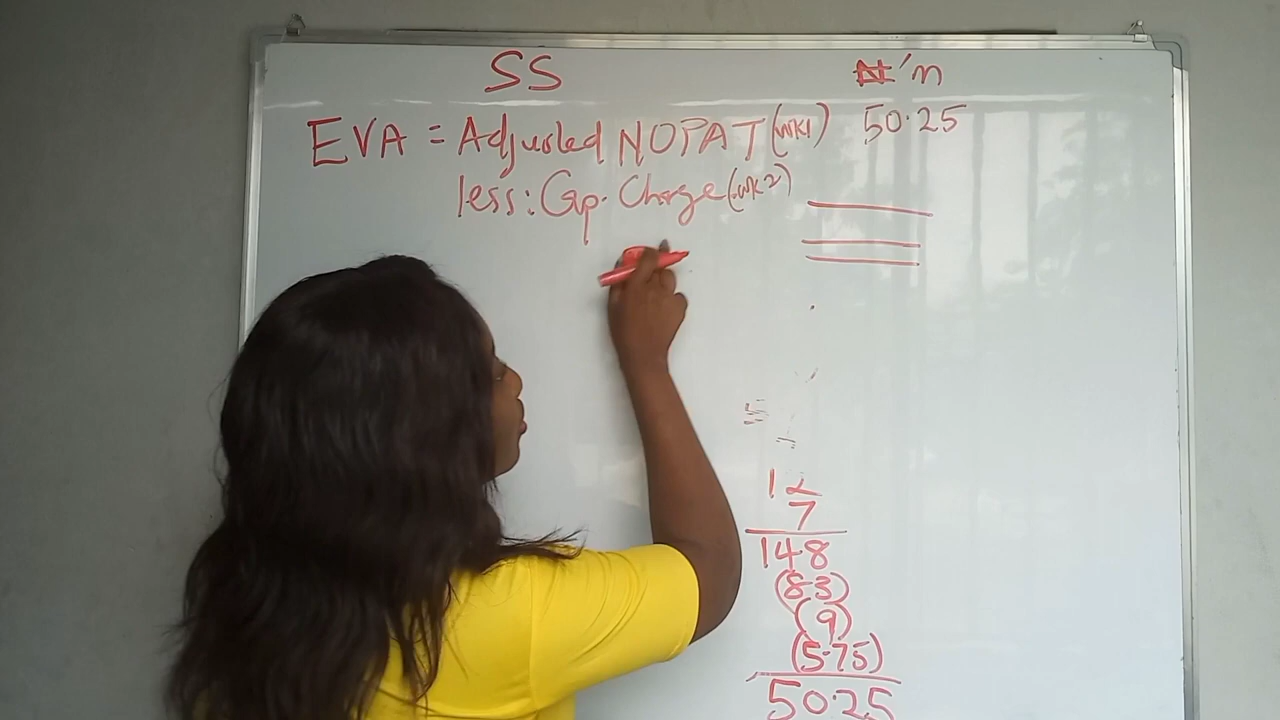 SS ₦'m
EVA = Adjusted NOPAT (wk1) 50.25
less: Cap. Charge (wk2)
12
7
148
(83)
(9)
(5.75)
50.25